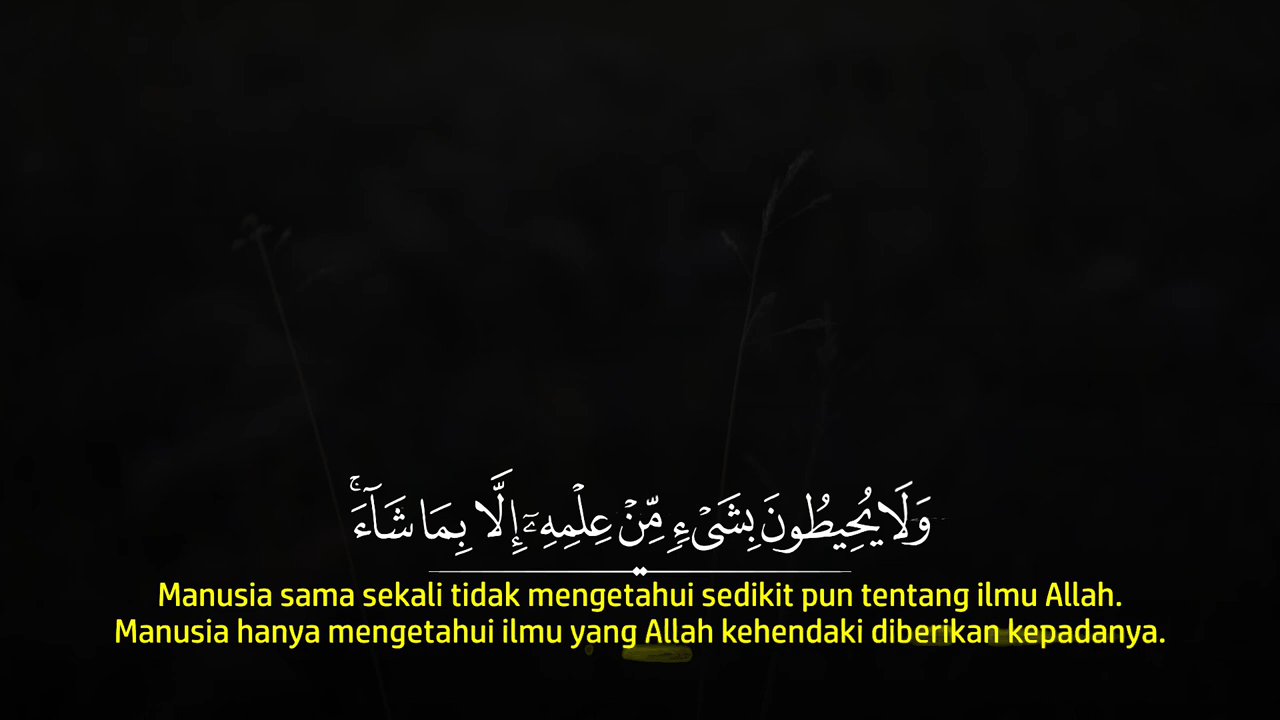 وَلَا يُحِيطُونَ بِشَىْءٍ مِّنْ عِلْمِهِۦٓ إِلَّا بِمَا شَآءَ ۚ
Manusia sama sekali tidak mengetahui sedikit pun tentang ilmu Allah.
Manusia hanya mengetahui ilmu yang Allah kehendaki diberikan kepadanya.